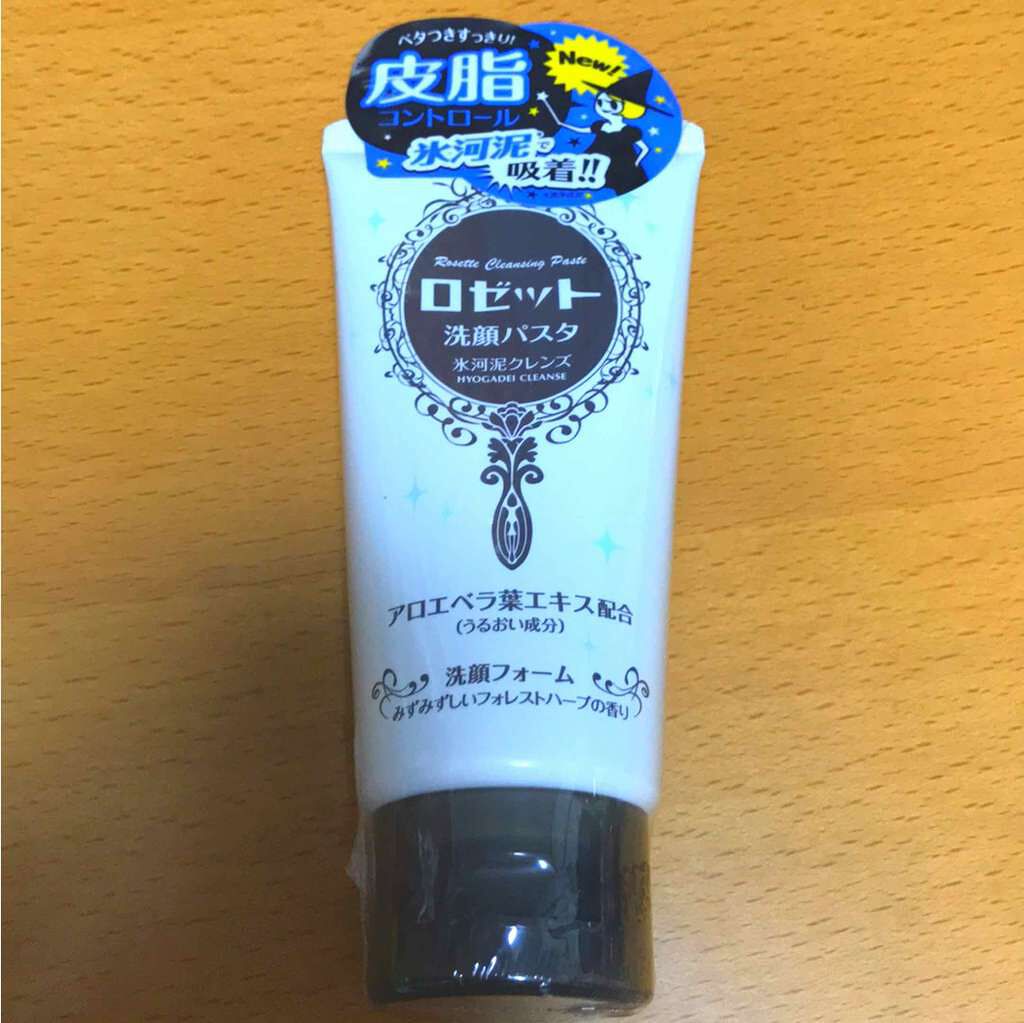 ベタつきすっきり!
New!
皮脂
コントロール
氷河泥で
吸着!!
Rosette Cleansing Paste
ロゼット
洗顔パスタ
氷河泥クレンズ
HYOGADEI CLEANSE
アロエベラ葉エキス配合
(うるおい成分)
洗顔フォーム
みずみずしいフォレストハーブの香り